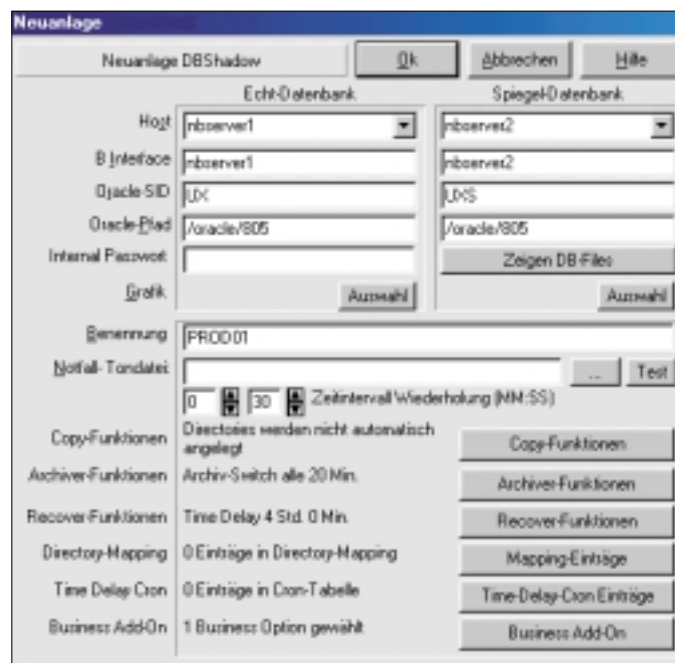 Neuanlage
Neuanlage DBShadow Ok Abbrechen Hilfe
Echt-Datenbank Spiegel-Datenbank
Host nbserver1 nbserver2
B Interface nbserver1 nbserver2
Oracle-SID UX UXS
Oracle-Pfad /oracle/805 /oracle/805
Internal Passwort Zeigen DB-Files
Grafik Auswahl Auswahl
Benennung PROD01
Notfall- Tondatei ... Test
0 30 Zeitintervall Wiederholung (MM:SS)
Copy-Funktionen Directories werden nicht automatisch angelegt Copy-Funktionen
Archiver-Funktionen Archiv-Switch alle 20 Min. Archiver-Funktionen
Recover-Funktionen Time Delay 4 Std. 0 Min. Recover-Funktionen
Directory-Mapping 0 Einträge in Directory-Mapping Mapping-Einträge
Time Delay Cron 0 Einträge in Cron-Tabelle Time-Delay-Cron Einträge
Business Add-On 1 Business Option gewählt Business Add-On